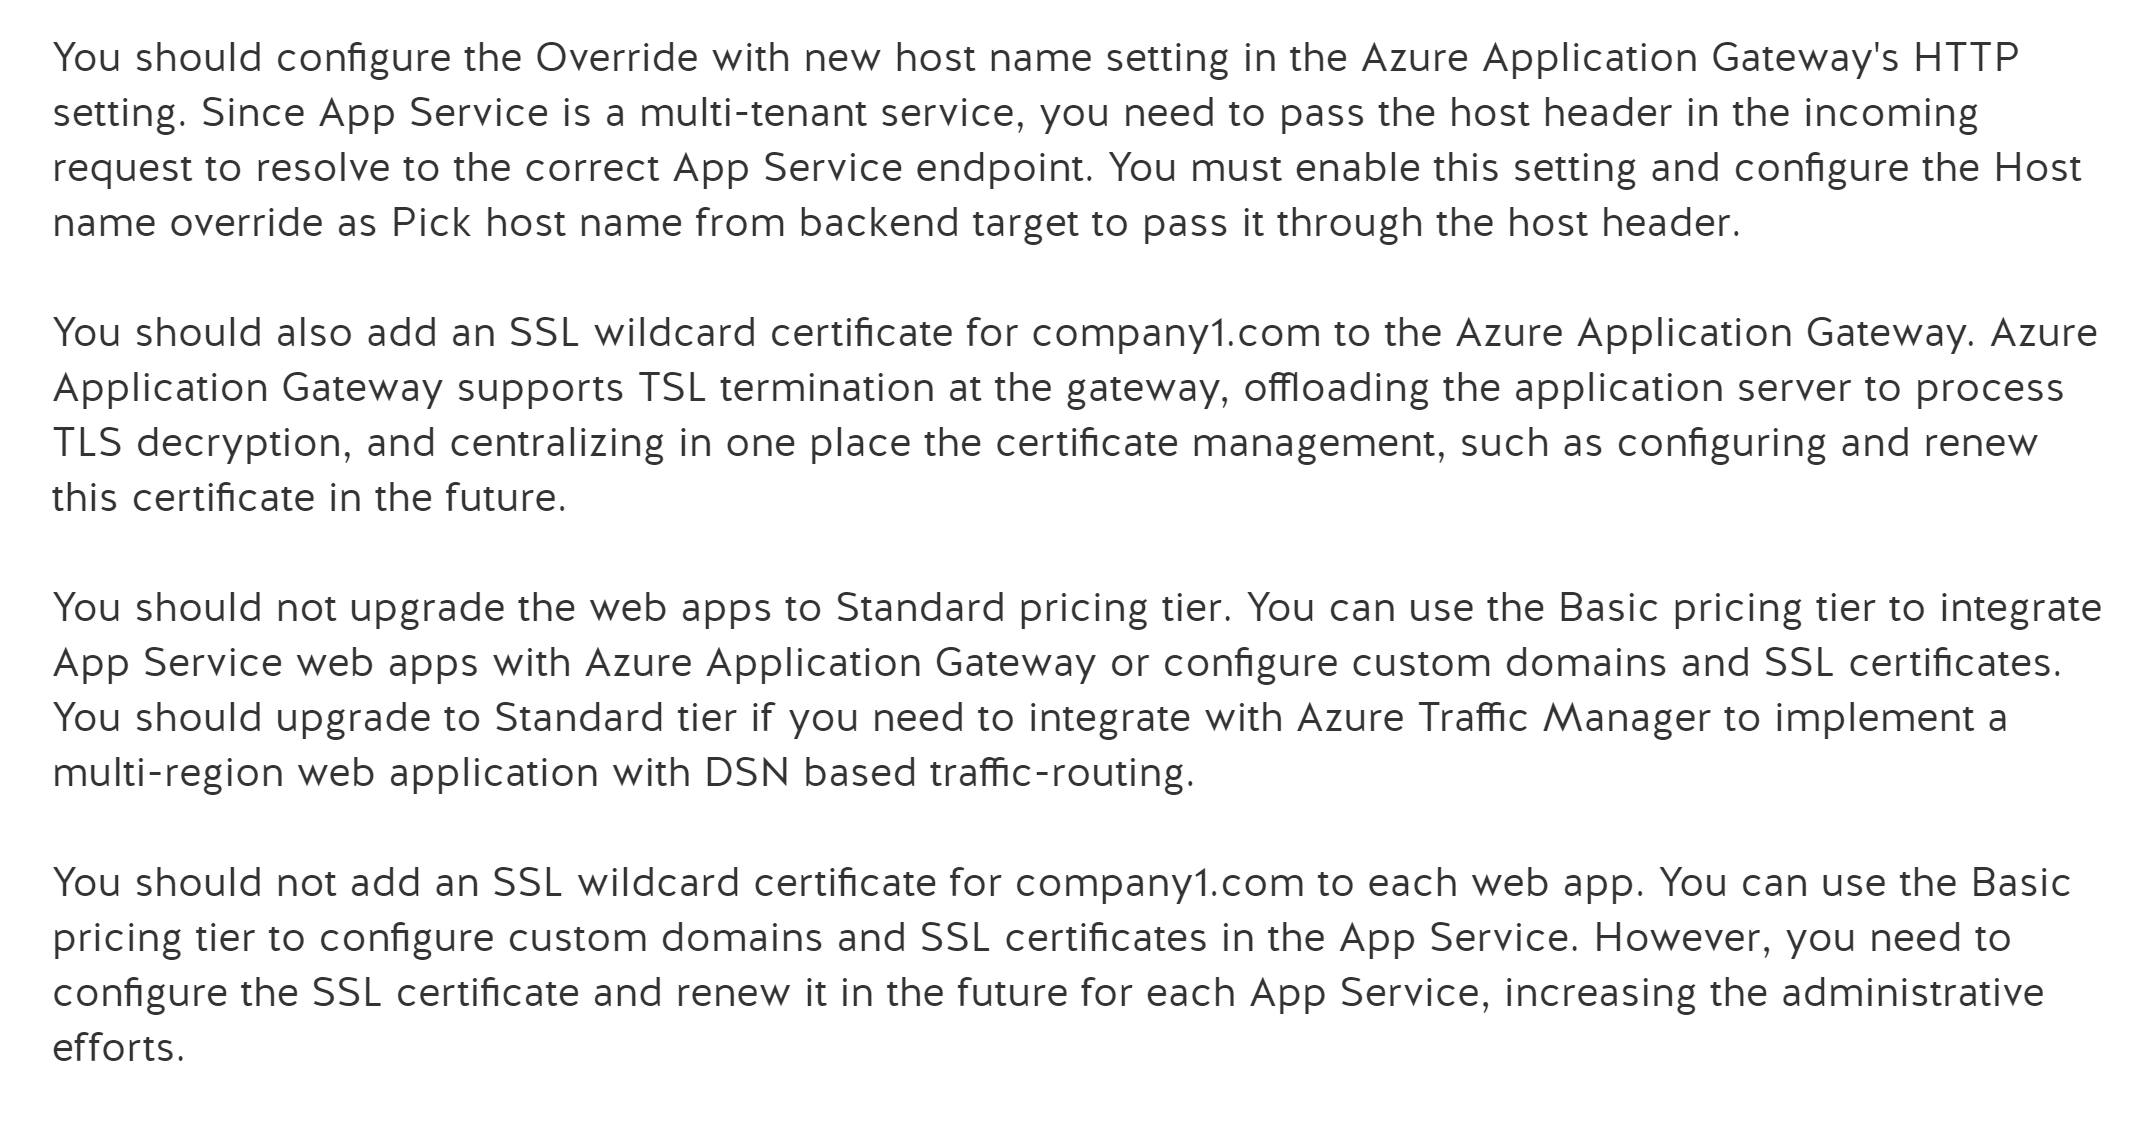 You should configure the Override with new host name setting in the Azure Application Gateway's HTTP
setting. Since App Service is a multi-tenant service, you need to pass the host header in the incoming
request to resolve to the correct App Service endpoint. You must enable this setting and configure the Host
name override as Pick host name from backend target to pass it through the host header.
You should also add an SSL wildcard certificate for company1.com to the Azure Application Gateway. Azure
Application Gateway supports TSL termination at the gateway, offloading the application server to process
TLS decryption, and centralizing in one place the certificate management, such as configuring and renew
this certificate in the future.
You should not upgrade the web apps to Standard pricing tier. You can use the Basic pricing tier to integrate
App Service web apps with Azure Application Gateway or configure custom domains and SSL certificates.
You should upgrade to Standard tier if you need to integrate with Azure Traffic Manager to implement a
multi-region web application with DSN based traffic-routing.
You should not add an SSL wildcard certificate for company1.com to each web app. You can use the Basic
pricing tier to configure custom domains and SSL certificates in the App Service. However, you need to
configure the SSL certificate and renew it in the future for each App Service, increasing the administrative
efforts.